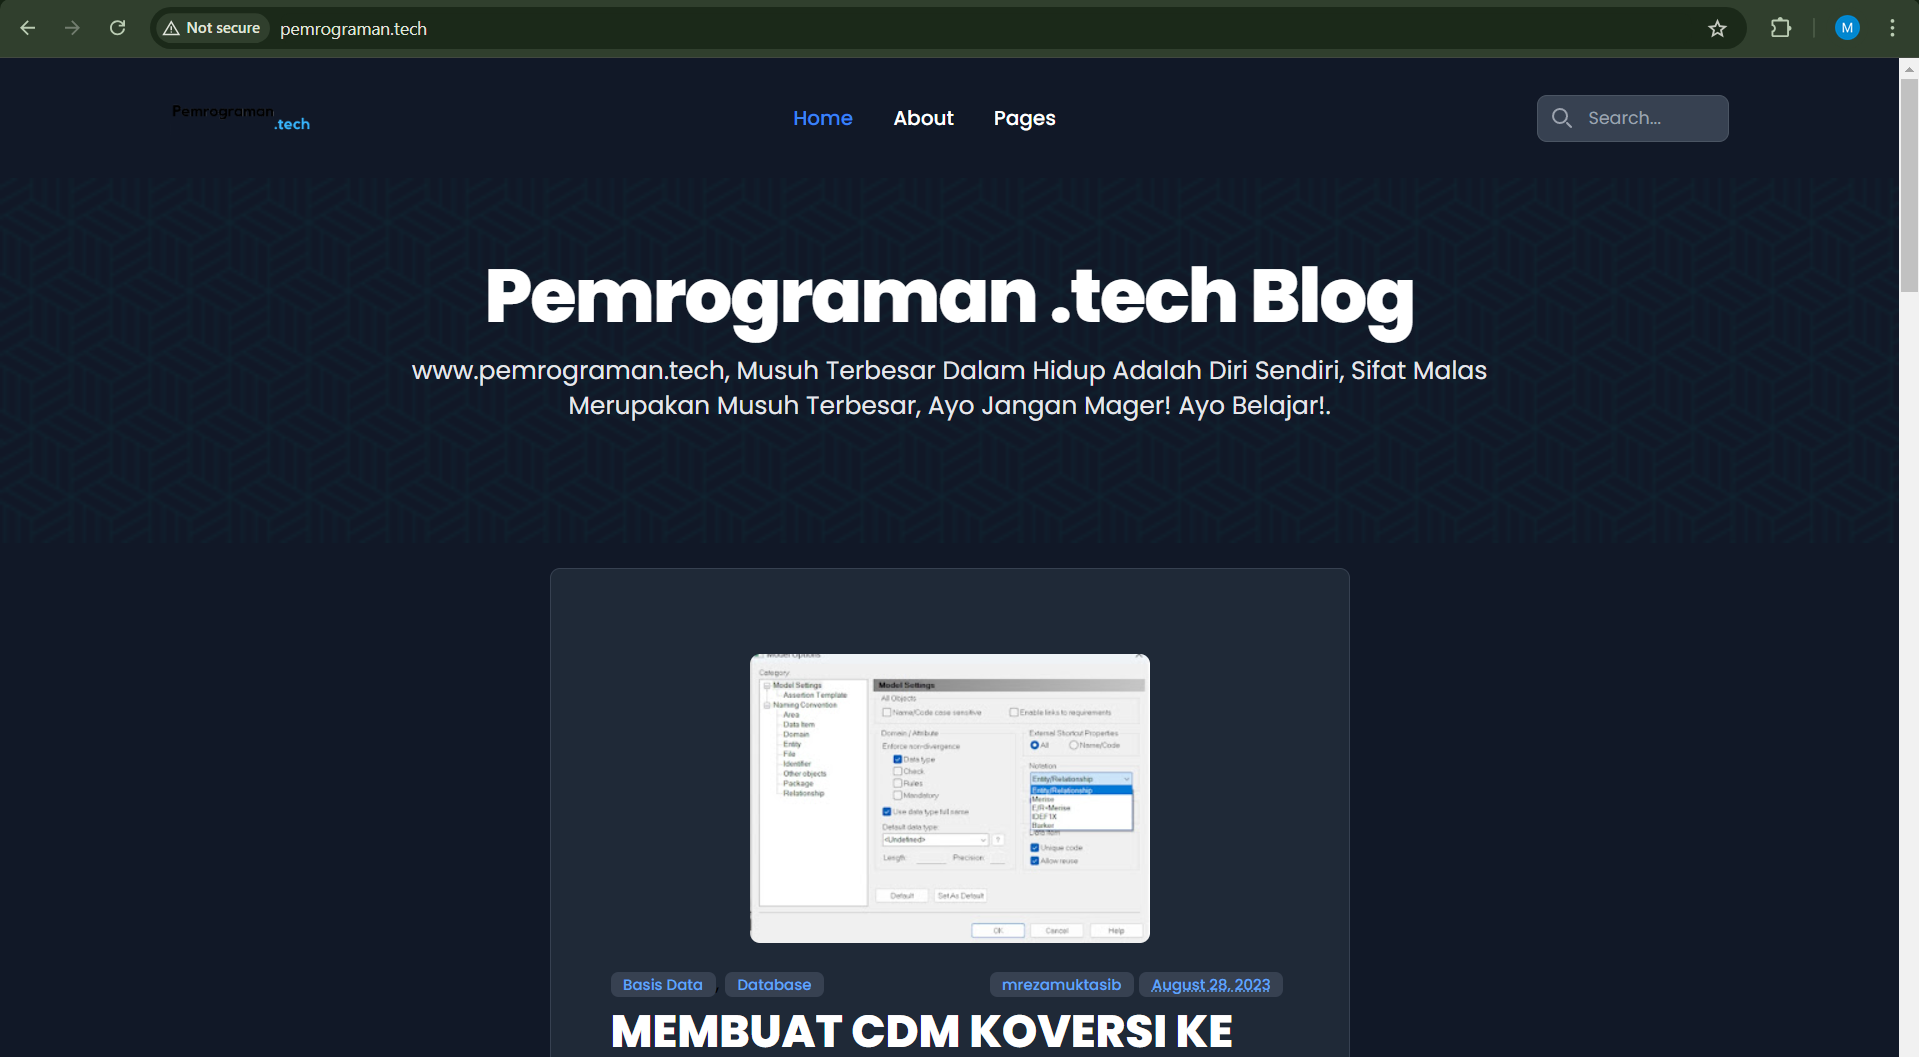 Not secure
pemrograman.tech
M
Pemrograman
.tech
Home
About
Pages
Search...
Pemrograman .tech Blog
www.pemrograman.tech, Musuh Terbesar Dalam Hidup Adalah Diri Sendiri, Sifat Malas
Merupakan Musuh Terbesar, Ayo Jangan Mager! Ayo Belajar!.
Model Options
Category:
Model Settings
Assertion Template
Naming Convention
Area
Data Item
Domain
Entity
File
Identifier
Other objects
Package
Relationship
Model Settings
All Objects
Name/Code case sensitive
Enable links to requirements
Domain / Attribute
Enforce non-divergence
Data type
Check
Rules
Mandatory
Use data type full name
Default data type:
<Undefined>
?
Length:
Precision:
External Shortcut Properties
All
Name/Code
Notation
Entity/Relationship
Entity/Relationship
Merise
E/R+Merise
IDEF1X
Barker
Data Item
Unique code
Allow reuse
Default
Set As Default
OK
Cancel
Help
Basis Data, Database
mrezamuktasib
August 28, 2023
MEMBUAT CDM KOVERSI KE